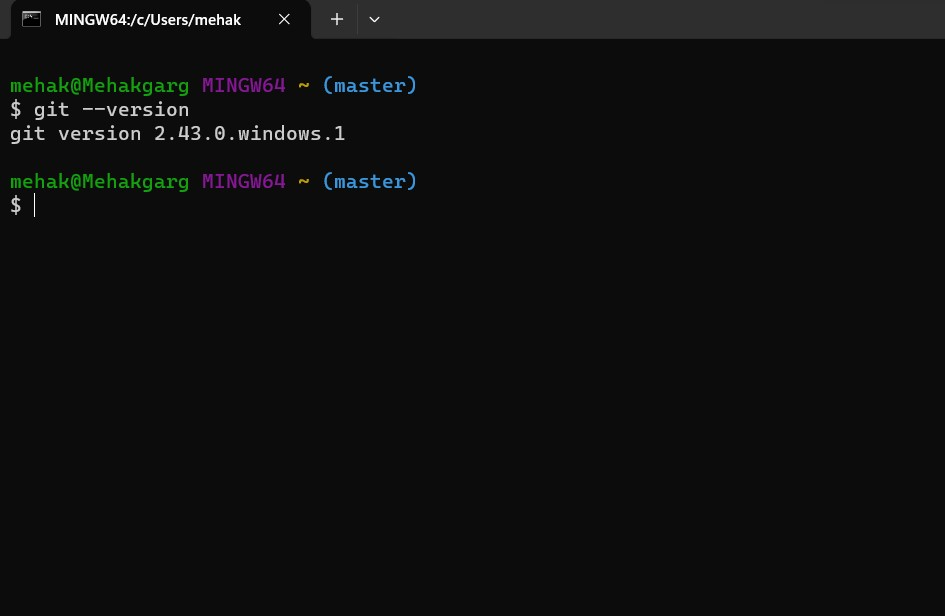 MINGW64:/c/Users/mehak
mehak@Mehakgarg MINGW64 ~ (master)
$ git --version
git version 2.43.0.windows.1
mehak@Mehakgarg MINGW64 ~ (master)
$